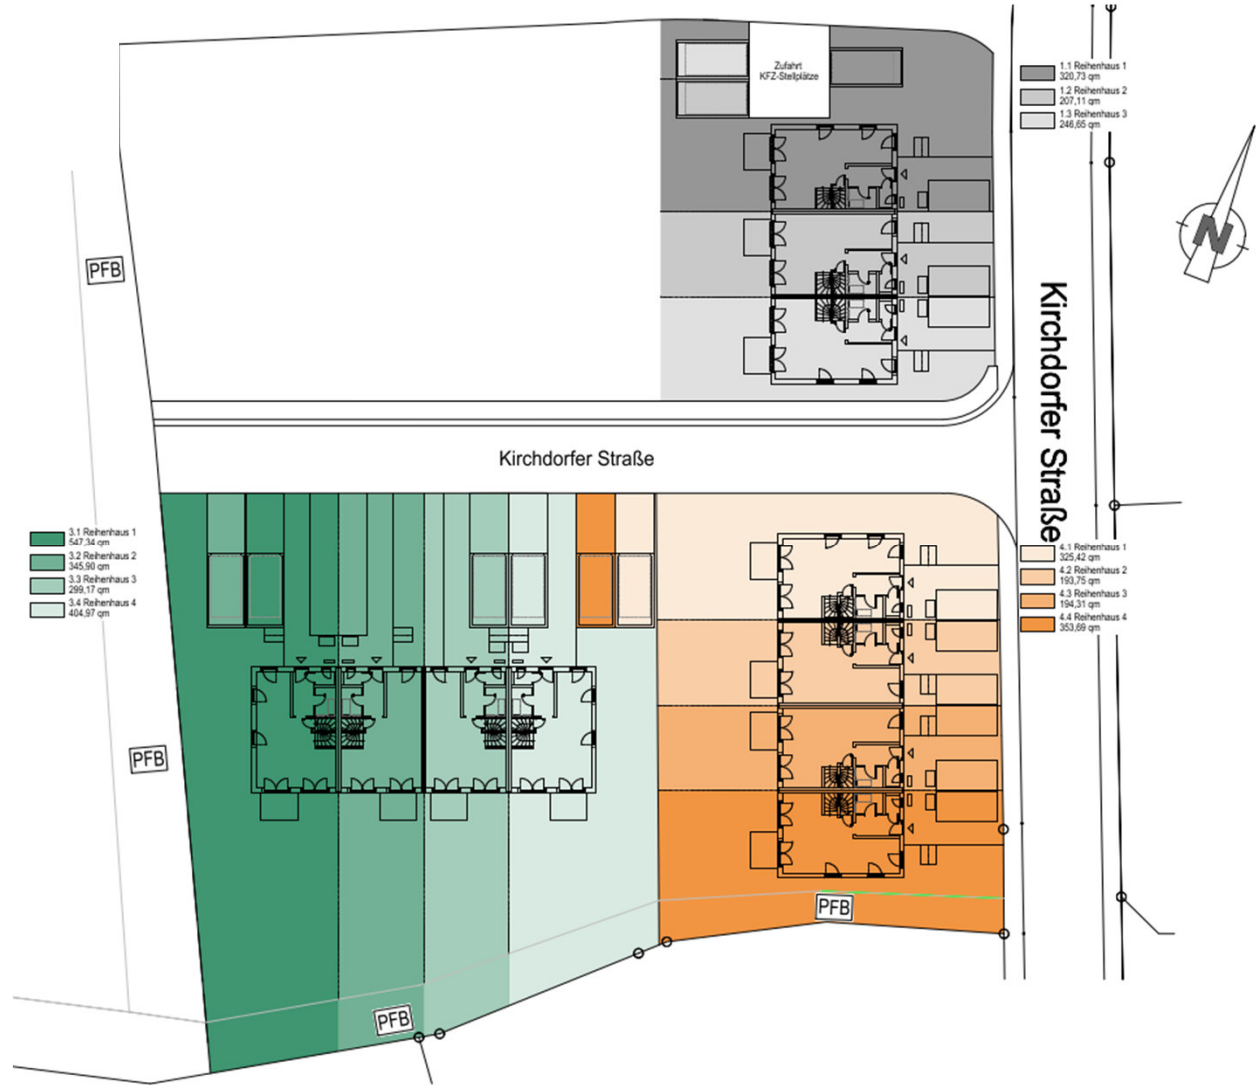 Zufahrt
KFZ-Stellplätze
1.1 Reihenhaus 1
320,73 qm
1.2 Reihenhaus 2
207,11 qm
1.3 Reihenhaus 3
246,65 qm
N
PFB
Kirchdorfer Straße
Kirchdorfer Straße
3.1 Reihenhaus 1
547,34 qm
3.2 Reihenhaus 2
345,90 qm
3.3 Reihenhaus 3
299,17 qm
3.4 Reihenhaus 4
404,97 qm
4.1 Reihenhaus 1
325,42 qm
4.2 Reihenhaus 2
193,75 qm
4.3 Reihenhaus 3
194,31 qm
4.4 Reihenhaus 4
353,69 qm
PFB
PFB
PFB